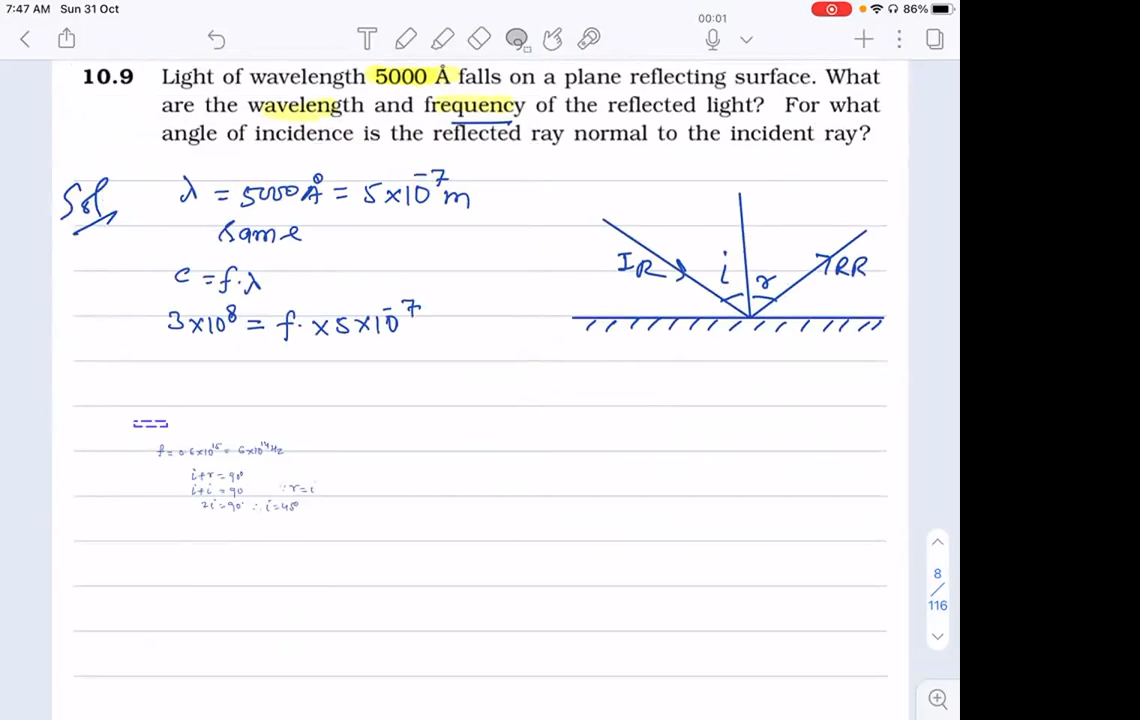 7:47 AM Sun 31 Oct
86%
00:01
10.9 Light of wavelength 5000 Å falls on a plane reflecting surface. What
are the wavelength and frequency of the reflected light? For what
angle of incidence is the reflected ray normal to the incident ray?
Sol
λ = 5000 Å = 5×10⁻⁷ m
same
c = f·λ
3×10⁸ = f· × 5×10⁻⁷
IR i r RR
f = 0.6×10¹⁵ = 6×10¹⁴ Hz
i+r = 90°
i+i = 90 ∵ r=i
2i = 90° ∴ i=45°
8
/
116